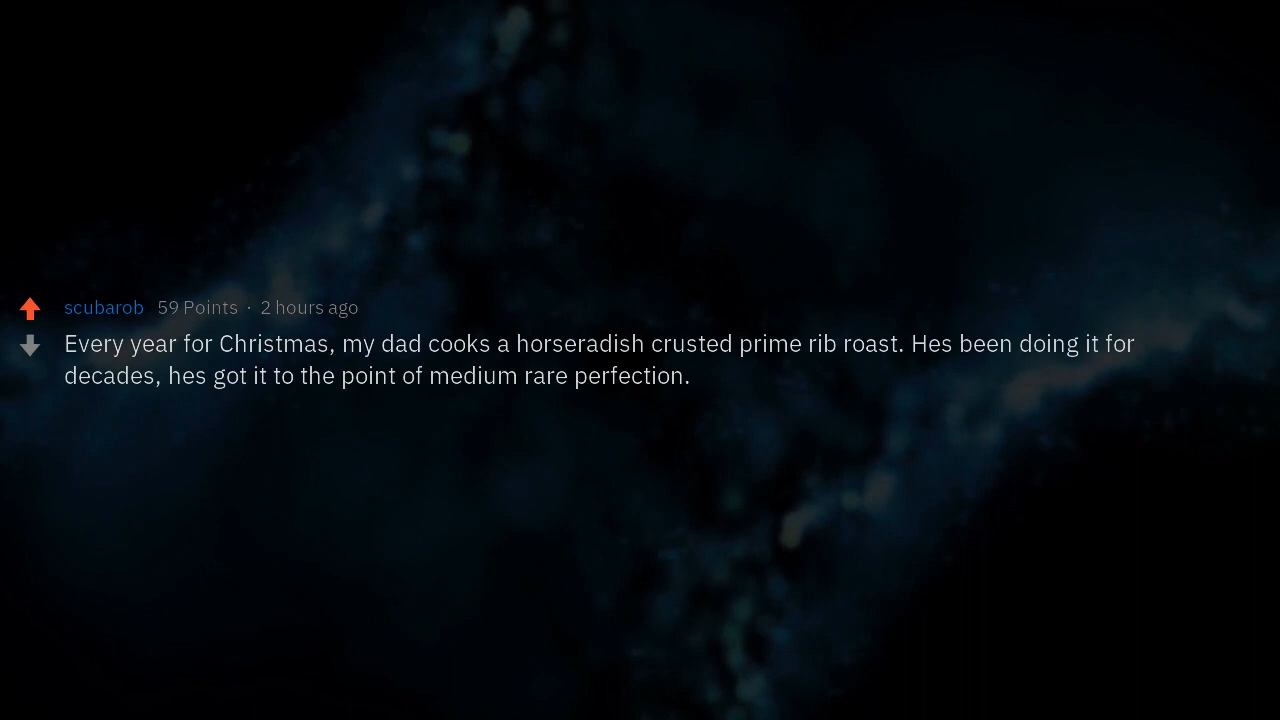 scubarob 59 Points · 2 hours ago
Every year for Christmas, my dad cooks a horseradish crusted prime rib roast. Hes been doing it for
decades, hes got it to the point of medium rare perfection.